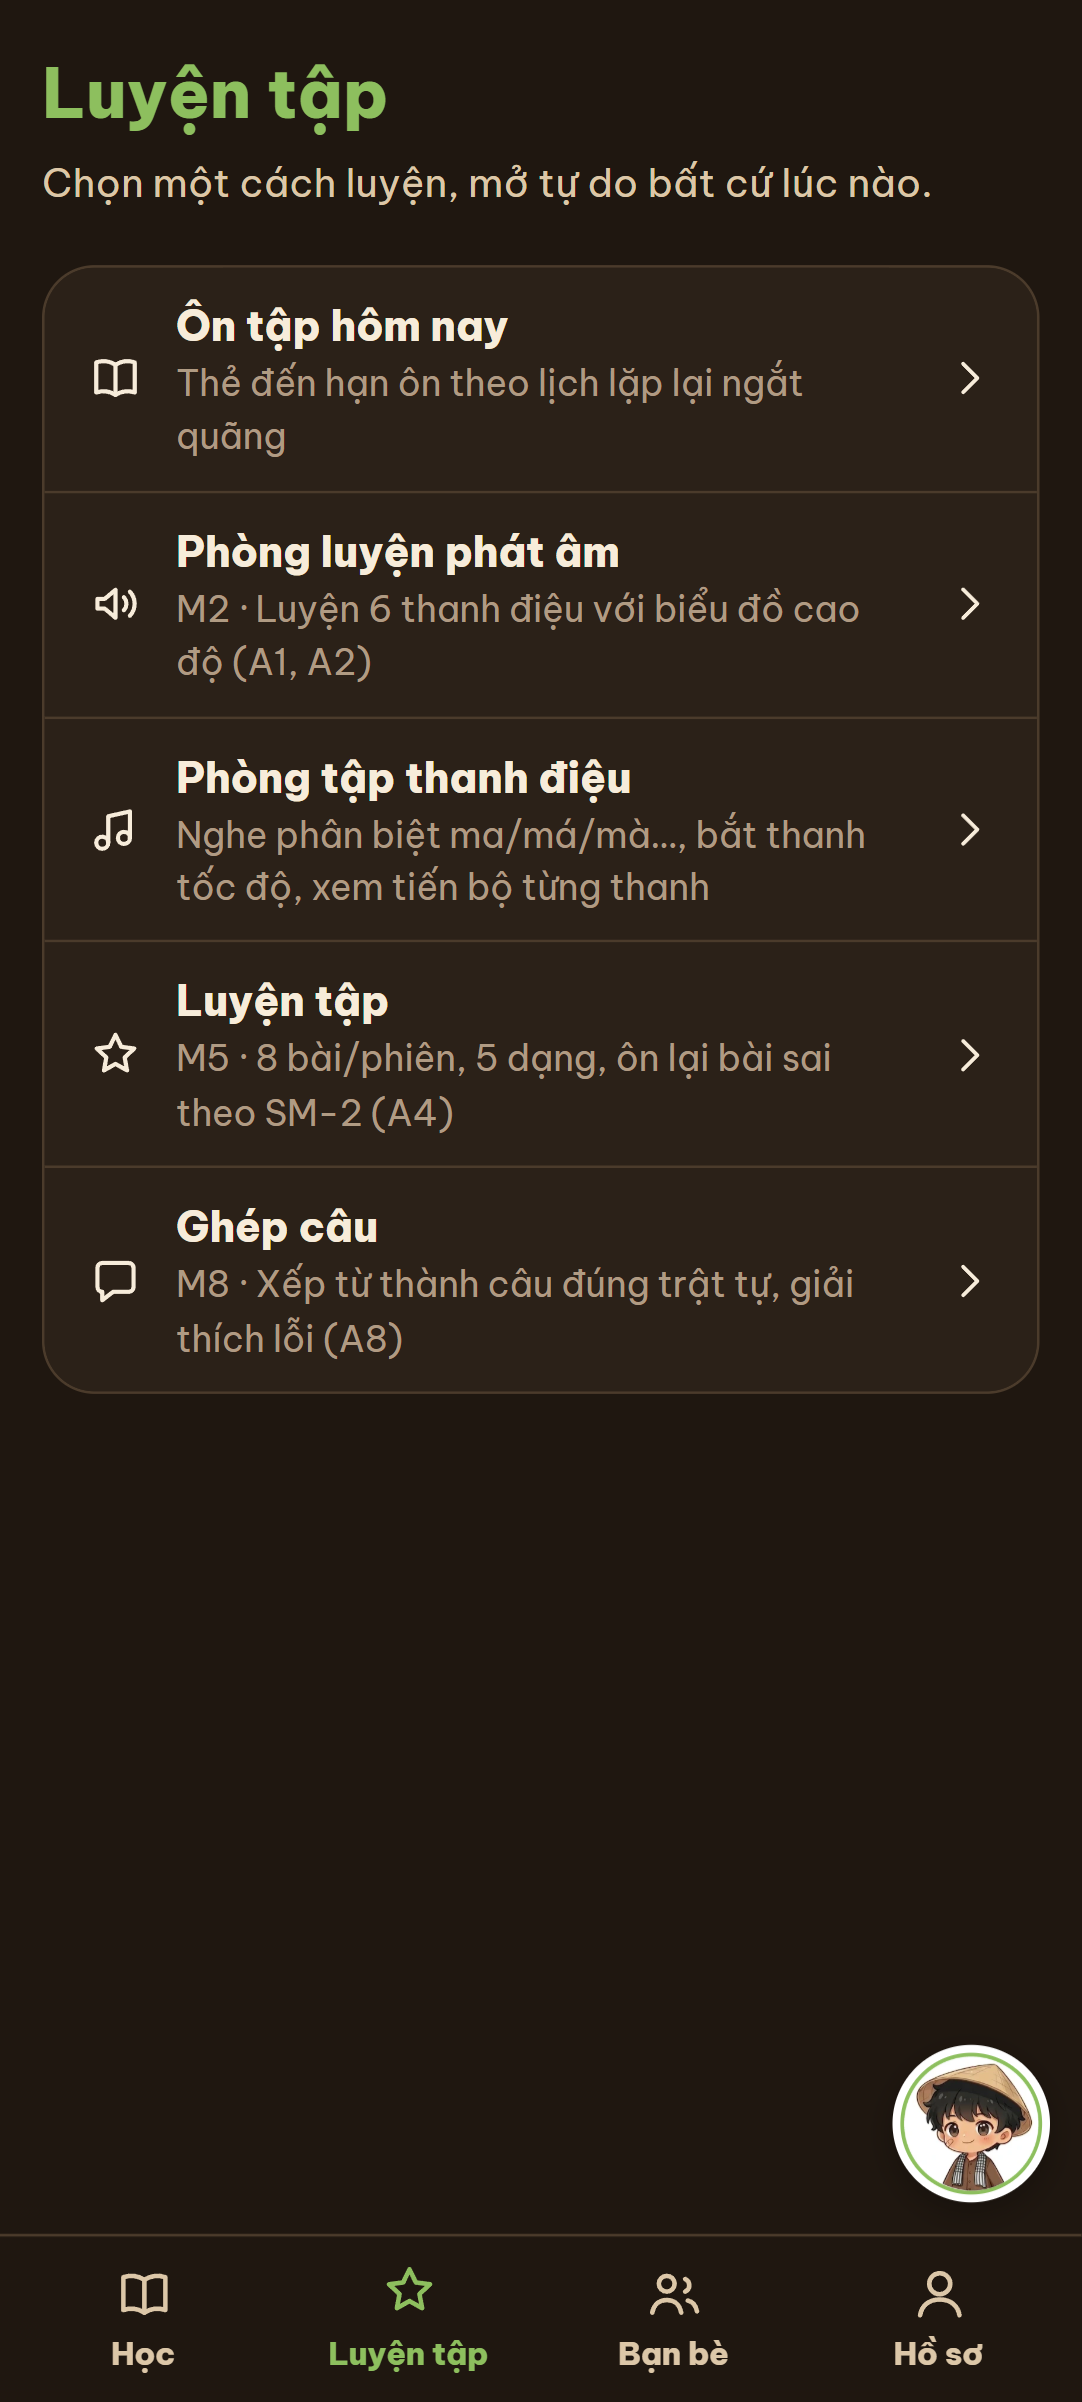 Luyện tập
Chọn một cách luyện, mở tự do bất cứ lúc nào.
Ôn tập hôm nay
Thẻ đến hạn ôn theo lịch lặp lại ngắt
quãng
Phòng luyện phát âm
M2 · Luyện 6 thanh điệu với biểu đồ cao
độ (A1, A2)
Phòng tập thanh điệu
Nghe phân biệt ma/má/mà..., bắt thanh
tốc độ, xem tiến bộ từng thanh
Luyện tập
M5 · 8 bài/phiên, 5 dạng, ôn lại bài sai
theo SM-2 (A4)
Ghép câu
M8 · Xếp từ thành câu đúng trật tự, giải
thích lỗi (A8)
Học
Luyện tập
Bạn bè
Hồ sơ